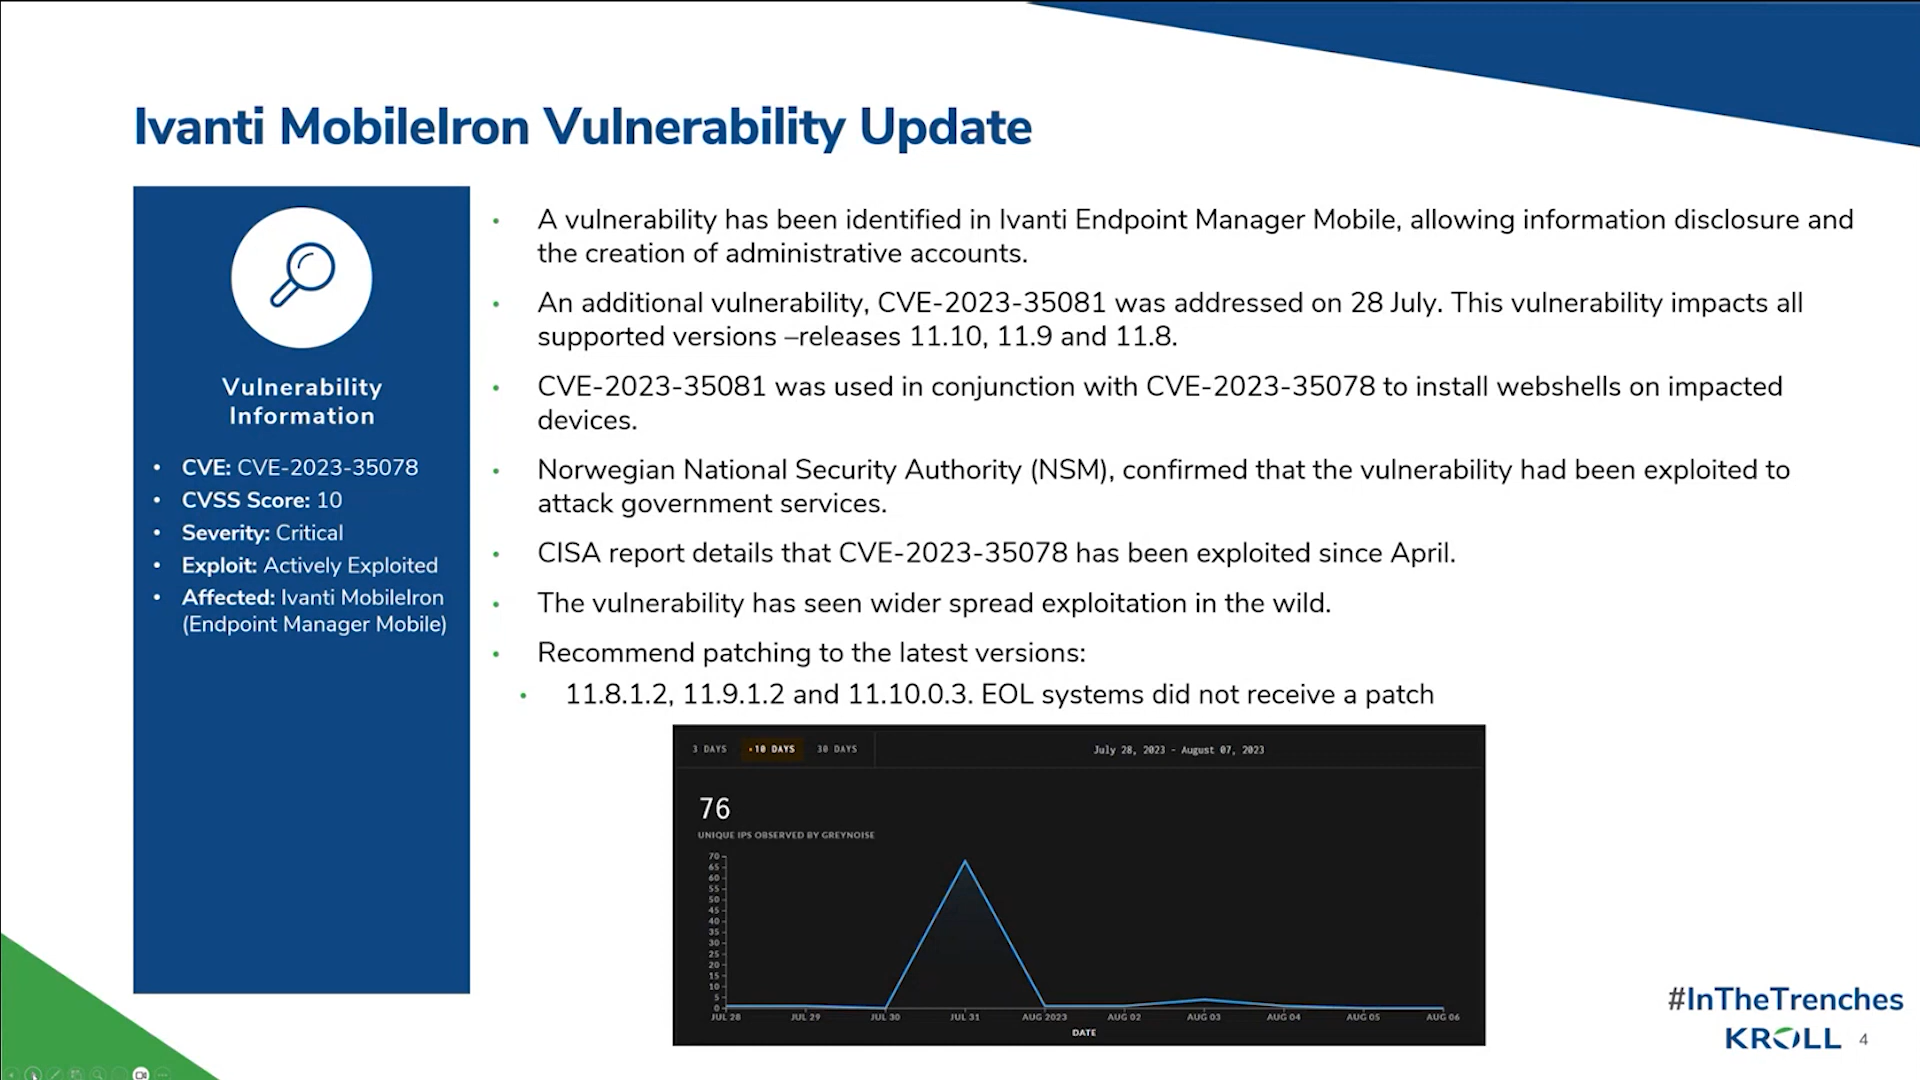 Ivanti MobileIron Vulnerability Update
Vulnerability
Information
• CVE: CVE-2023-35078
• CVSS Score: 10
• Severity: Critical
• Exploit: Actively Exploited
• Affected: Ivanti MobileIron
(Endpoint Manager Mobile)
• A vulnerability has been identified in Ivanti Endpoint Manager Mobile, allowing information disclosure and
the creation of administrative accounts.
• An additional vulnerability, CVE-2023-35081 was addressed on 28 July. This vulnerability impacts all
supported versions –releases 11.10, 11.9 and 11.8.
• CVE-2023-35081 was used in conjunction with CVE-2023-35078 to install webshells on impacted
devices.
• Norwegian National Security Authority (NSM), confirmed that the vulnerability had been exploited to
attack government services.
• CISA report details that CVE-2023-35078 has been exploited since April.
• The vulnerability has seen wider spread exploitation in the wild.
• Recommend patching to the latest versions:
• 11.8.1.2, 11.9.1.2 and 11.10.0.3. EOL systems did not receive a patch
3 DAYS •10 DAYS 30 DAYS July 28, 2023 - August 07, 2023
76
UNIQUE IPS OBSERVED BY GREYNOISE
70
65
60
55
50
45
40
35
30
25
20
15
10
5
0
JUL 28 JUL 29 JUL 30 JUL 31 AUG 2023 AUG 02 AUG 03 AUG 04 AUG 05 AUG 06
DATE
#InTheTrenches
KROLL 4